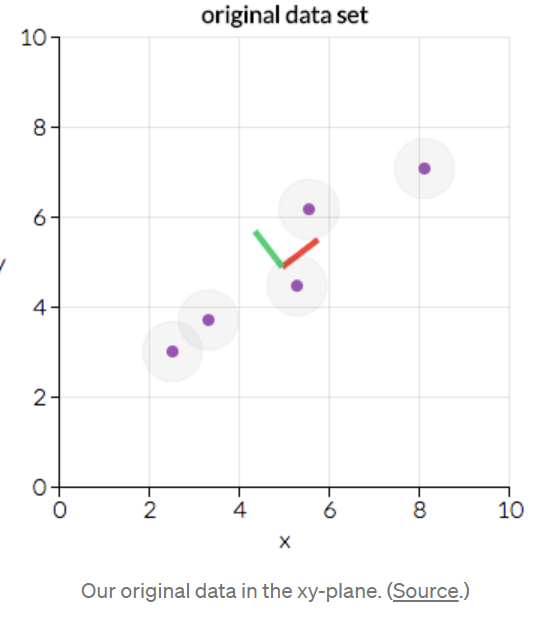 original data set
10
8
6
y
4
2
0
0 2 4 6 8 10
x
Our original data in the xy-plane. (Source.)